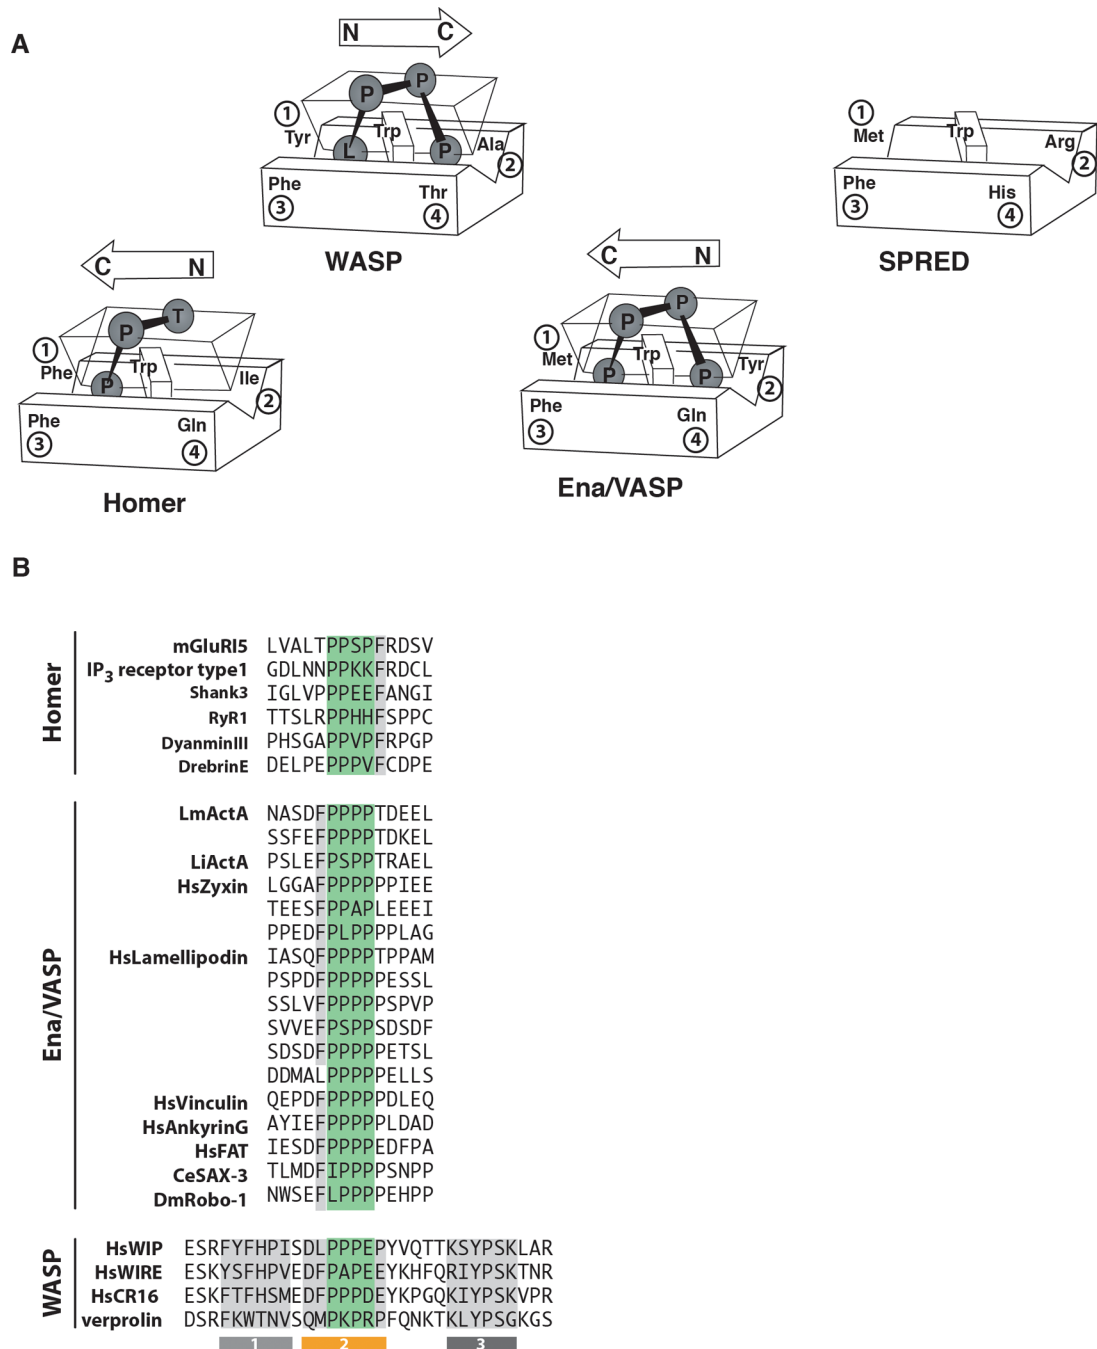 A
N C
P P
1
Tyr Trp Ala
L P
2
Phe Thr
3 4
WASP
1
Met Trp Arg
2
Phe His
3 4
SPRED
C N
P T
1
Phe Trp Ile
P
2
Phe Gln
3 4
Homer
C N
P P
1
Met Trp Tyr
P P
2
Phe Gln
3 4
Ena/VASP
B
Homer
mGluRI5 LVALTPPSPFRDSV
IP3 receptor type1 GDLNNPPKKFRDCL
Shank3 IGLVPPPEEFANGI
RyR1 TTSLRPPHHFSPPC
DyanminIII PHSGAPPVPFRPGP
DrebrinE DELPEPPPVFCDPE
Ena/VASP
LmActA NASDFPPPPTDEEL
SSFEFPPPPTDKEL
LiActA PSLEFPSPPTRAEL
HsZyxin LGGAFPPPPPPIEE
TEESFPPAPLEEEI
PPEDFPLPPPPLAG
HsLamellipodin IASQFPPPPTPPAM
PSPDFPPPPPESSL
SSLVFPPPPPSPVP
SVVEFPSPPSDSDF
SDSDFPPPPPETSL
DDMALPPPPPELLS
HsVinculin QEPDFPPPPPDLEQ
HsAnkyrinG AYIEFPPPPPLDAD
HsFAT IESDFPPPPEDFPA
CeSAX-3 TLMDFIPPPPSNPP
DmRobo-1 NWSEFLPPPPEHPP
WASP
HsWIP ESRFYFHPISDLPPPEPYVQTTKSYPSKLAR
HsWIRE ESKYSFHPVEDFPAPEEYKHFQRIYPSKTNR
HsCR16 ESKFTFHSMEDFPPPDEYKPGQKIYPSKVPR
verprolin DSRFKWTNVSQMPKPRPFQNKTKLYPSGKGS
1 2 3